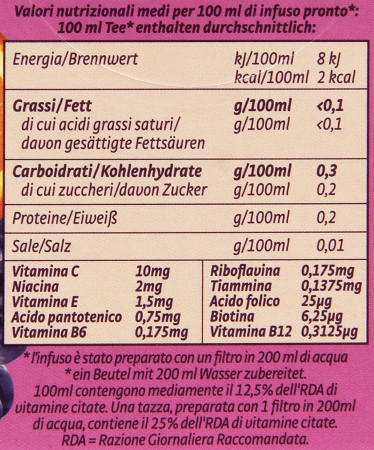 Valori nutrizionali medi per 100 ml di infuso pronto*:
100 ml Tee* enthalten durchschnittlich:
Energia/Brennwert kJ/100ml 8 kJ
kcal/100ml 2 kcal
Grassi/Fett g/100ml <0,1
di cui acidi grassi saturi/ g/100ml <0,1
davon gesättigte Fettsäuren
Carboidrati/Kohlenhydrate g/100ml 0,3
di cui zuccheri/davon Zucker g/100ml 0,2
Proteine/Eiweiß g/100ml 0,2
Sale/Salz g/100ml 0,01
Vitamina C 10mg Riboflavina 0,175mg
Niacina 2mg Tiammina 0,1375mg
Vitamina E 1,5mg Acido folico 25µg
Acido pantotenico 0,75mg Biotina 6,25µg
Vitamina B6 0,175mg Vitamina B12 0,3125µg
*l'infuso è stato preparato con un filtro in 200 ml di acqua
*ein Beutel mit 200 ml Wasser zubereitet.
100ml contengono mediamente il 12,5% dell'RDA di
vitamine citate. Una tazza, preparata con 1 filtro in 200ml
di acqua, contiene il 25% dell'RDA di vitamine citate.
RDA = Razione Giornaliera Raccomandata.